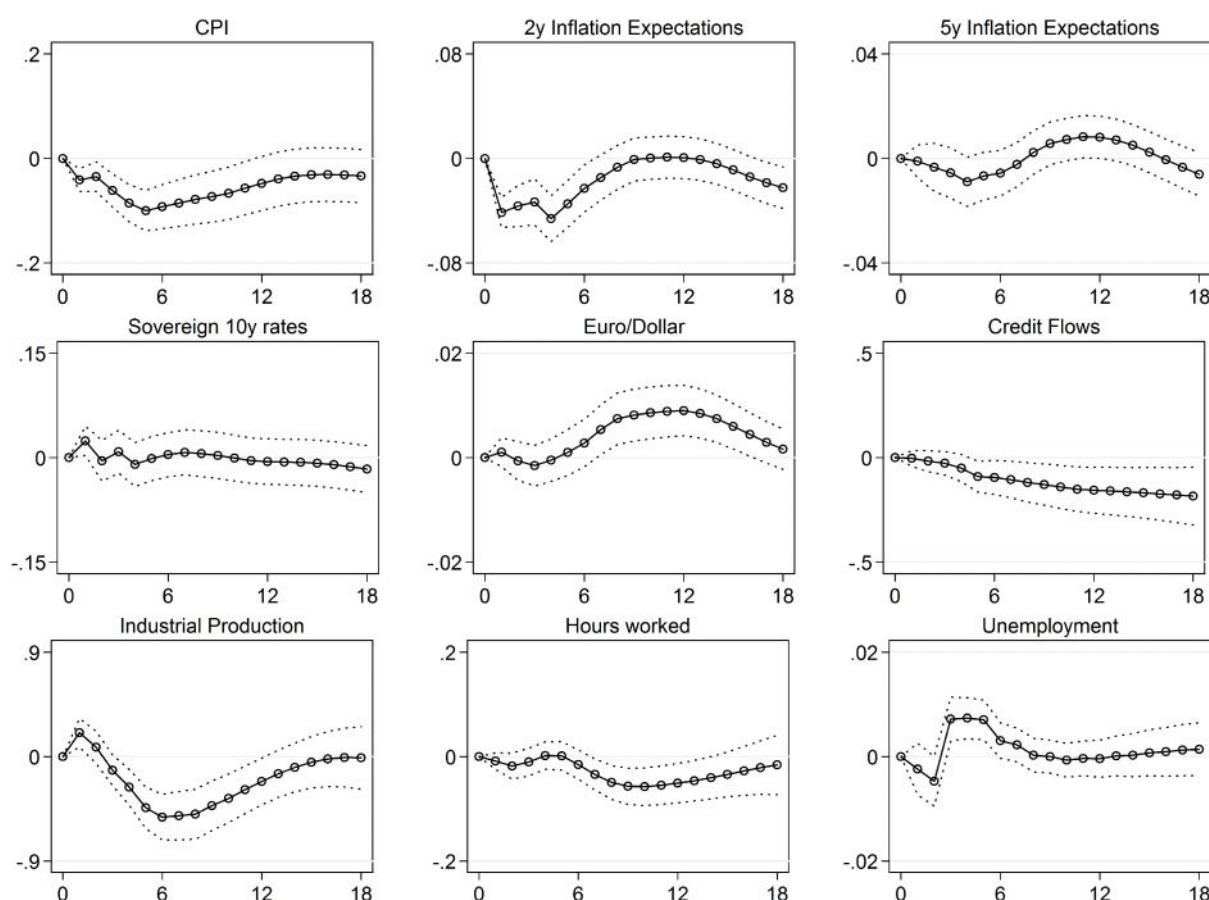 CPI 2y Inflation Expectations 5y Inflation Expectations
.2 .08 .04
0 0 0
-.2 -.08 -.04
0 6 12 18 0 6 12 18 0 6 12 18
Sovereign 10y rates Euro/Dollar Credit Flows
.15 .02 .5
0 0 0
-.15 -.02 -.5
0 6 12 18 0 6 12 18 0 6 12 18
Industrial Production Hours worked Unemployment
.9 .2 .02
0 0 0
-.9 -.2 -.02
0 6 12 18 0 6 12 18 0 6 12 18